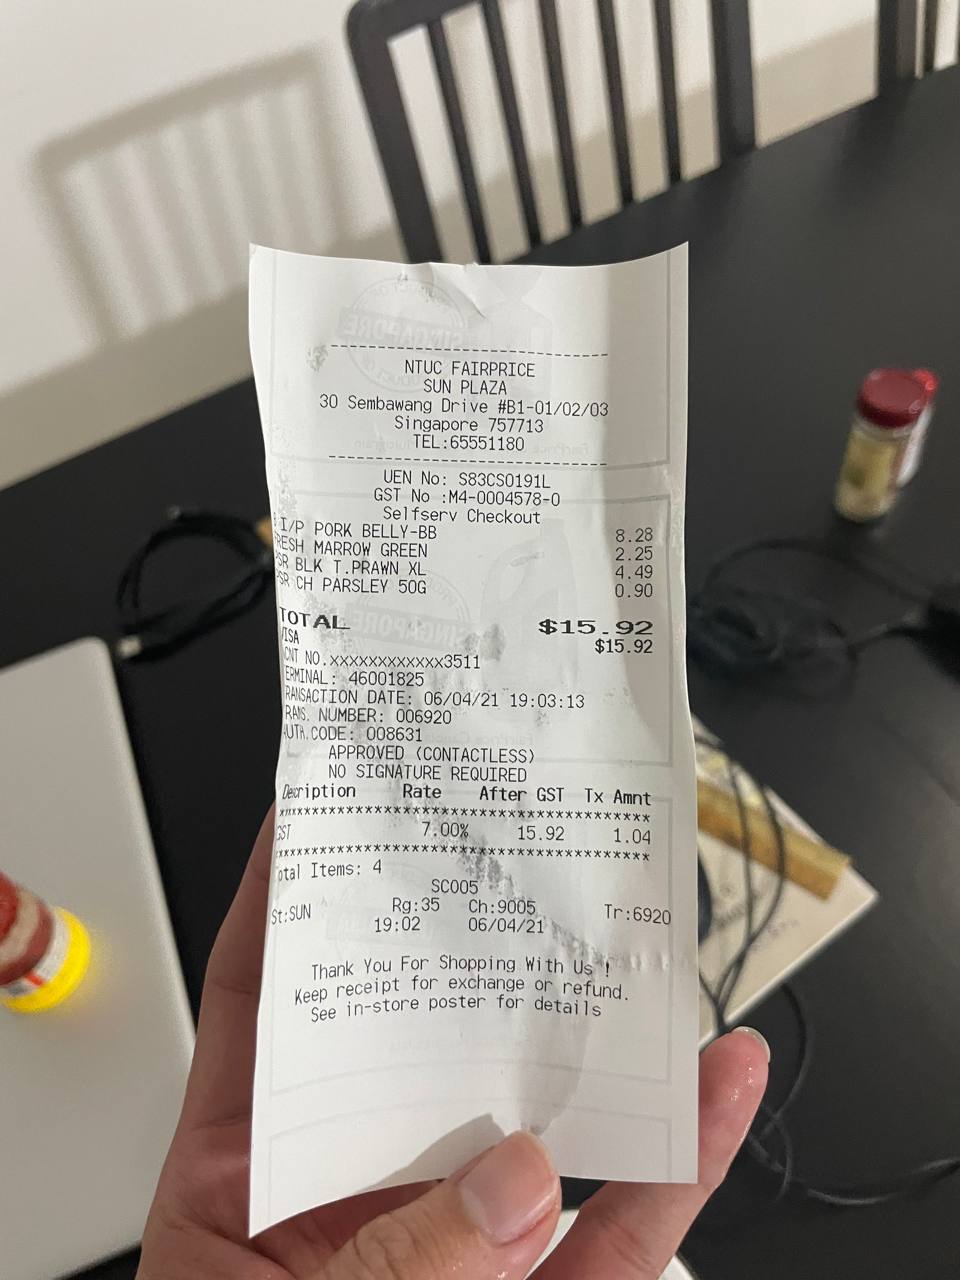 NTUC FAIRPRICE
SUN PLAZA
30 Sembawang Drive #B1-01/02/03
Singapore 757713
TEL:65551180
UEN No: S83CS0191L
GST No :M4-0004578-0
Selfserv Checkout
I/P PORK BELLY-BB 8.28
RESH MARROW GREEN 2.25
SR BLK T.PRAWN XL 4.49
SR CH PARSLEY 50G 0.90
TOTAL $15.92
VISA $15.92
CNT NO.xxxxxxxxxxxx3511
ERMINAL: 46001825
RANSACTION DATE: 06/04/21 19:03:13
RANS. NUMBER: 006920
AUTH.CODE: 008631
APPROVED (CONTACTLESS)
NO SIGNATURE REQUIRED
Decription Rate After GST Tx Amnt
****************************************
GST 7.00% 15.92 1.04
****************************************
otal Items: 4
SC005
St:SUN Rg:35 Ch:9005 Tr:6920
19:02 06/04/21
Thank You For Shopping With Us !
Keep receipt for exchange or refund.
See in-store poster for details